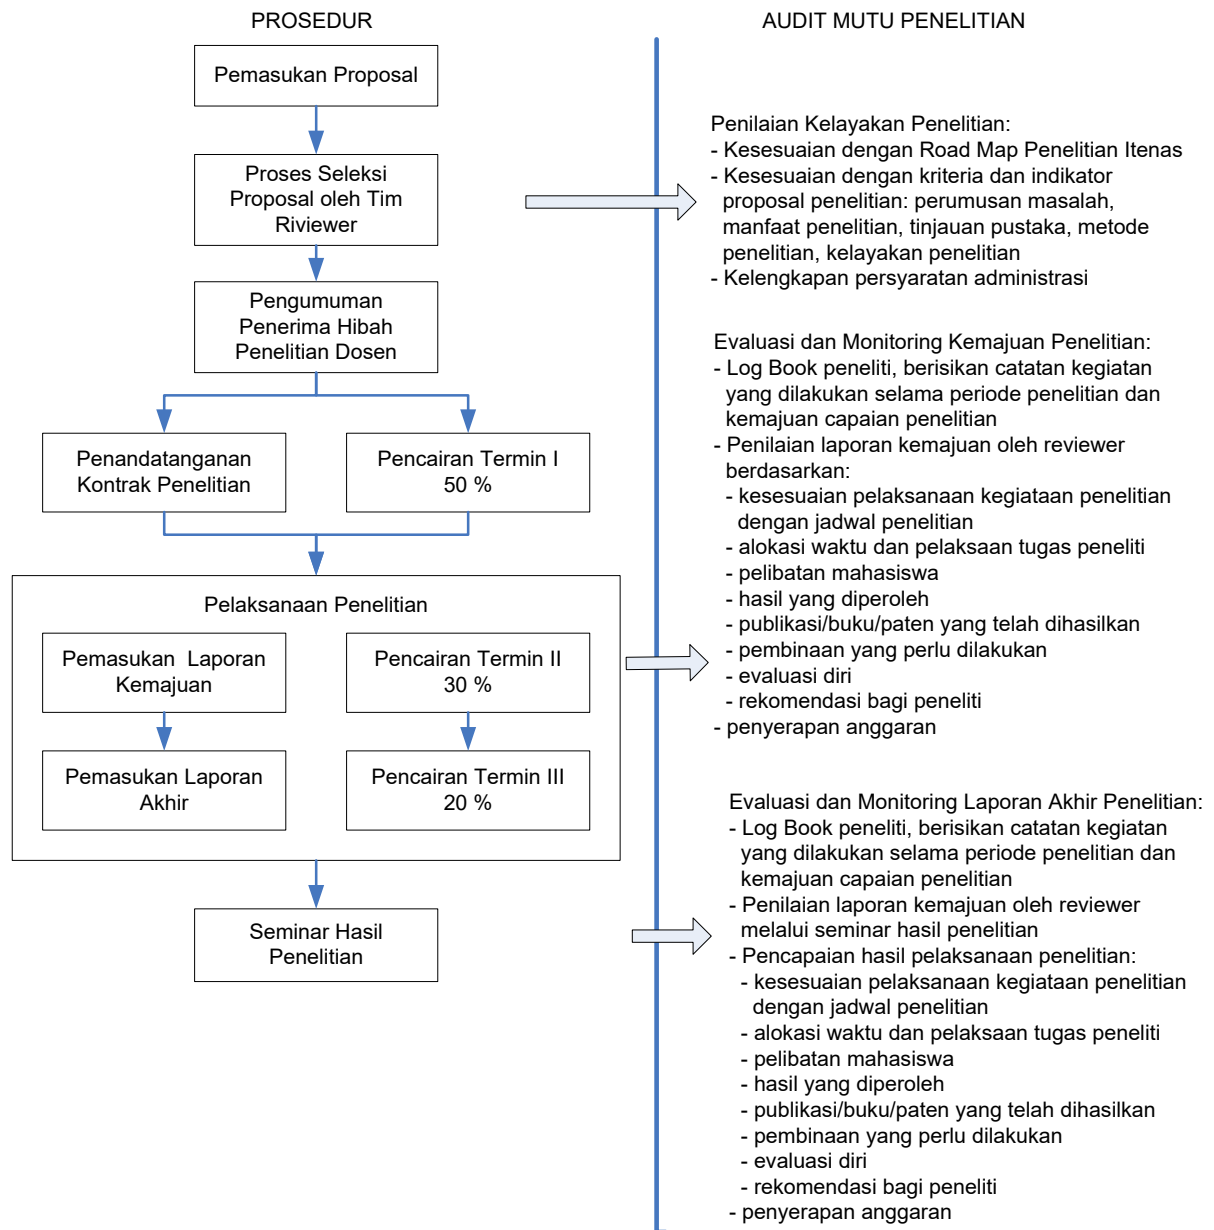 PROSEDUR
Pemasukan Proposal
Proses Seleksi
Proposal oleh Tim
Riviewer
Pengumuman
Penerima Hibah
Penelitian Dosen
Penandatanganan
Kontrak Penelitian
Pencairan Termin I
50 %
Pelaksanaan Penelitian
Pemasukan Laporan
Kemajuan
Pencairan Termin II
30 %
Pemasukan Laporan
Akhir
Pencairan Termin III
20 %
Seminar Hasil
Penelitian
AUDIT MUTU PENELITIAN
Penilaian Kelayakan Penelitian:
- Kesesuaian dengan Road Map Penelitian Itenas
- Kesesuaian dengan kriteria dan indikator
proposal penelitian: perumusan masalah,
manfaat penelitian, tinjauan pustaka, metode
penelitian, kelayakan penelitian
- Kelengkapan persyaratan administrasi
Evaluasi dan Monitoring Kemajuan Penelitian:
- Log Book peneliti, berisikan catatan kegiatan
yang dilakukan selama periode penelitian dan
kemajuan capaian penelitian
- Penilaian laporan kemajuan oleh reviewer
berdasarkan:
- kesesuaian pelaksanaan kegiataan penelitian
dengan jadwal penelitian
- alokasi waktu dan pelaksaan tugas peneliti
- pelibatan mahasiswa
- hasil yang diperoleh
- publikasi/buku/paten yang telah dihasilkan
- pembinaan yang perlu dilakukan
- evaluasi diri
- rekomendasi bagi peneliti
- penyerapan anggaran
Evaluasi dan Monitoring Laporan Akhir Penelitian:
- Log Book peneliti, berisikan catatan kegiatan
yang dilakukan selama periode penelitian dan
kemajuan capaian penelitian
- Penilaian laporan kemajuan oleh reviewer
melalui seminar hasil penelitian
- Pencapaian hasil pelaksanaan penelitian:
- kesesuaian pelaksanaan kegiataan penelitian
dengan jadwal penelitian
- alokasi waktu dan pelaksaan tugas peneliti
- pelibatan mahasiswa
- hasil yang diperoleh
- publikasi/buku/paten yang telah dihasilkan
- pembinaan yang perlu dilakukan
- evaluasi diri
- rekomendasi bagi peneliti
- penyerapan anggaran